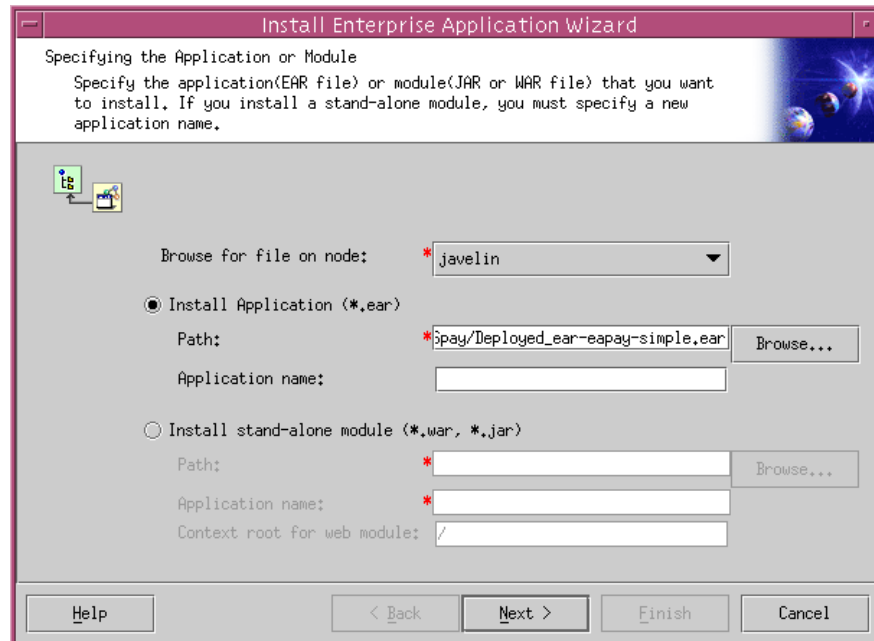 Install Enterprise Application Wizard
Specifying the Application or Module
Specify the application(EAR file) or module(JAR or WAR file) that you want
to install. If you install a stand-alone module, you must specify a new
application name.
Browse for file on node: * javelin
Install Application (*.ear)
Path: * pay/Deployed_ear-eapay-simple.ear Browse...
Application name:
Install stand-alone module (*.war, *.jar)
Path: * Browse...
Application name: *
Context root for web module: /
Help < Back Next > Finish Cancel